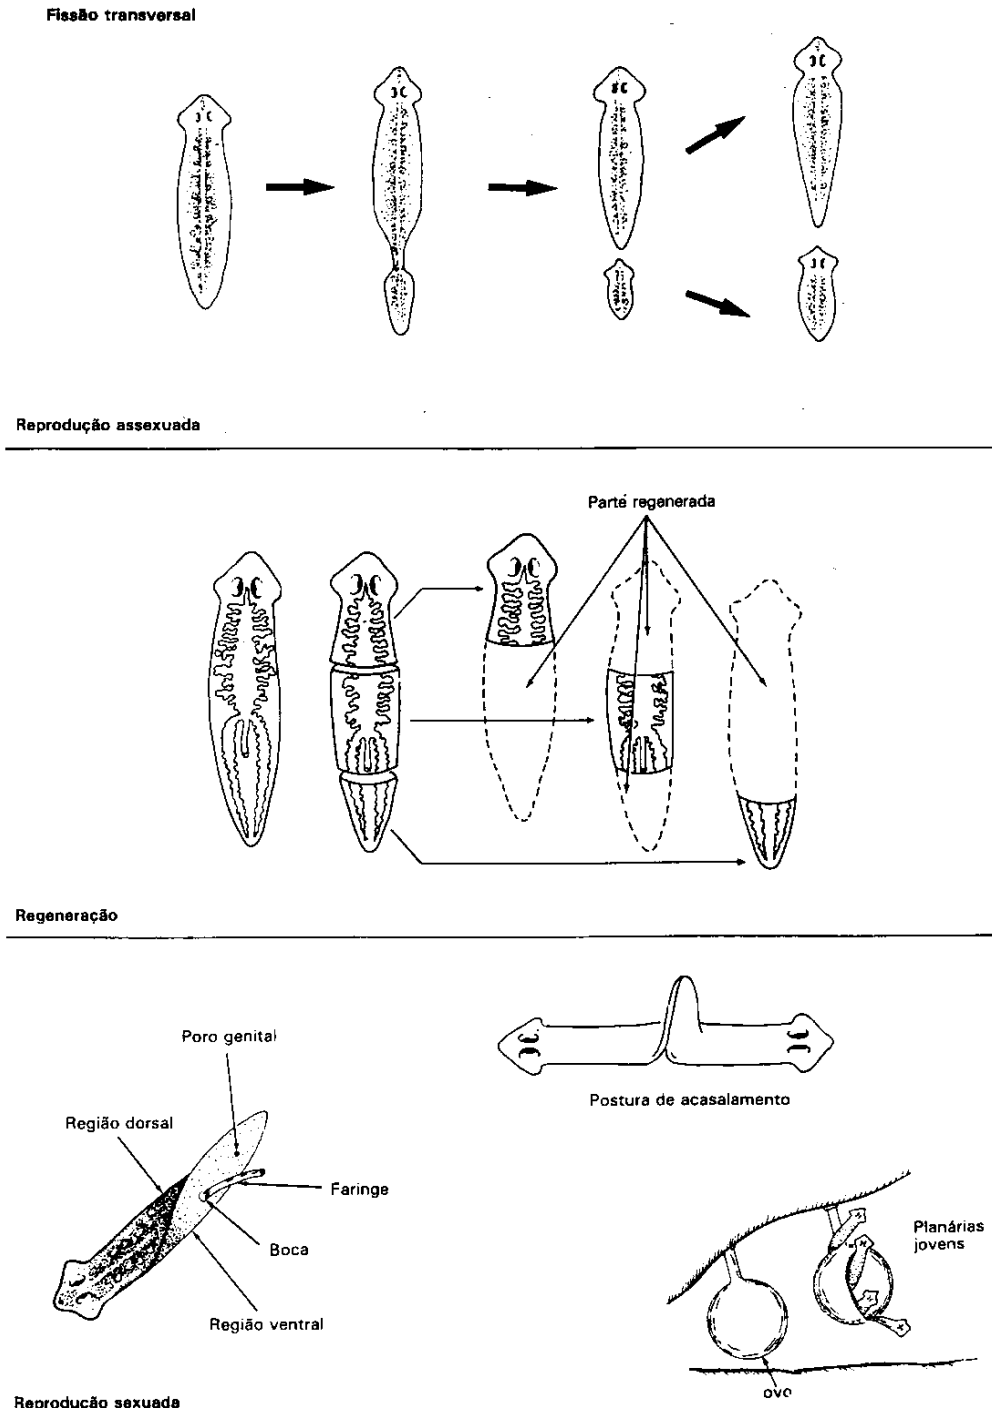 Fissão transversal
Reprodução assexuada
Parte regenerada
Regeneração
Poro genital
Região dorsal
Faringe
Boca
Região ventral
Postura de acasalamento
Planárias
jovens
ovo
Reprodução sexuada